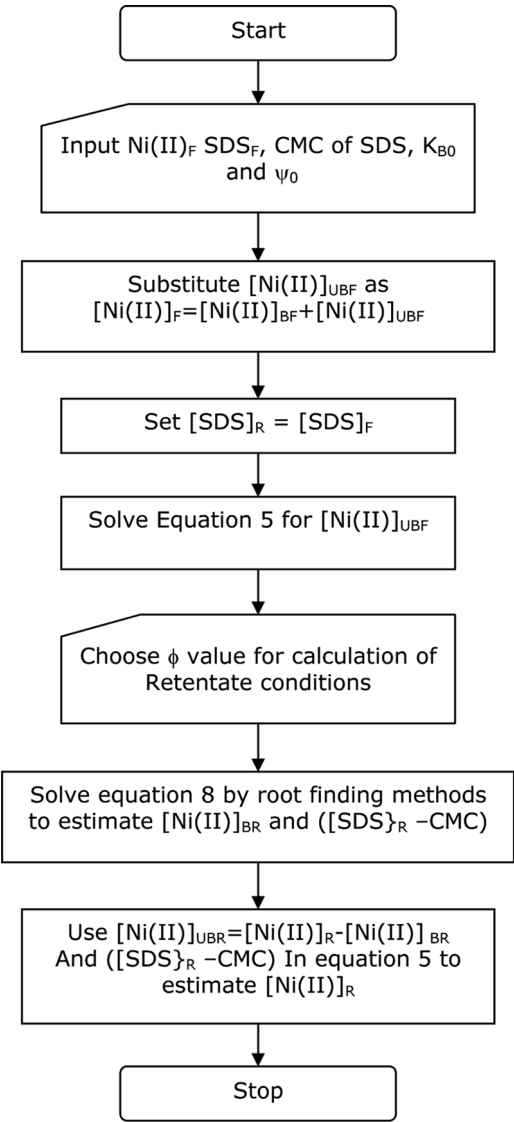 Start
Input Ni(II)F SDSF, CMC of SDS, KB0
and ψ0
Substitute [Ni(II)]UBF as
[Ni(II)]F=[Ni(II)]BF+[Ni(II)]UBF
Set [SDS]R = [SDS]F
Solve Equation 5 for [Ni(II)]UBF
Choose ϕ value for calculation of
Retentate conditions
Solve equation 8 by root finding methods
to estimate [Ni(II)]BR and ([SDS}R –CMC)
Use [Ni(II)]UBR=[Ni(II)]R-[Ni(II)] BR
And ([SDS}R –CMC) In equation 5 to
estimate [Ni(II)]R
Stop